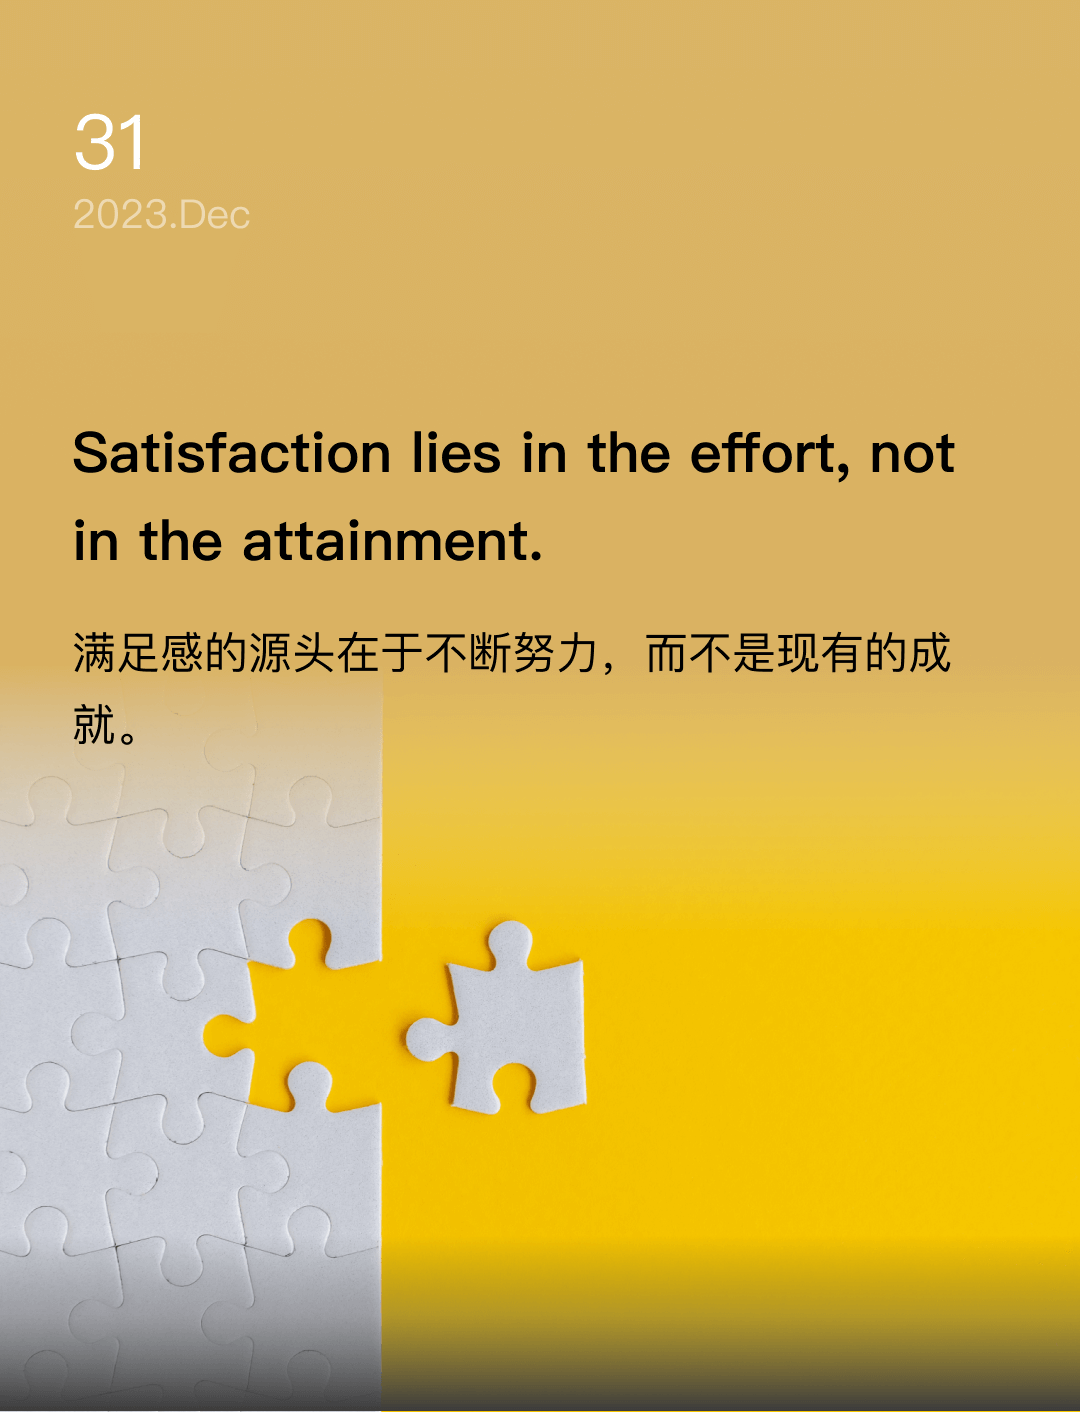 31
2023.Dec
Satisfaction lies in the effort, not
in the attainment.
满足感的源头在于不断努力，而不是现有的成
就。